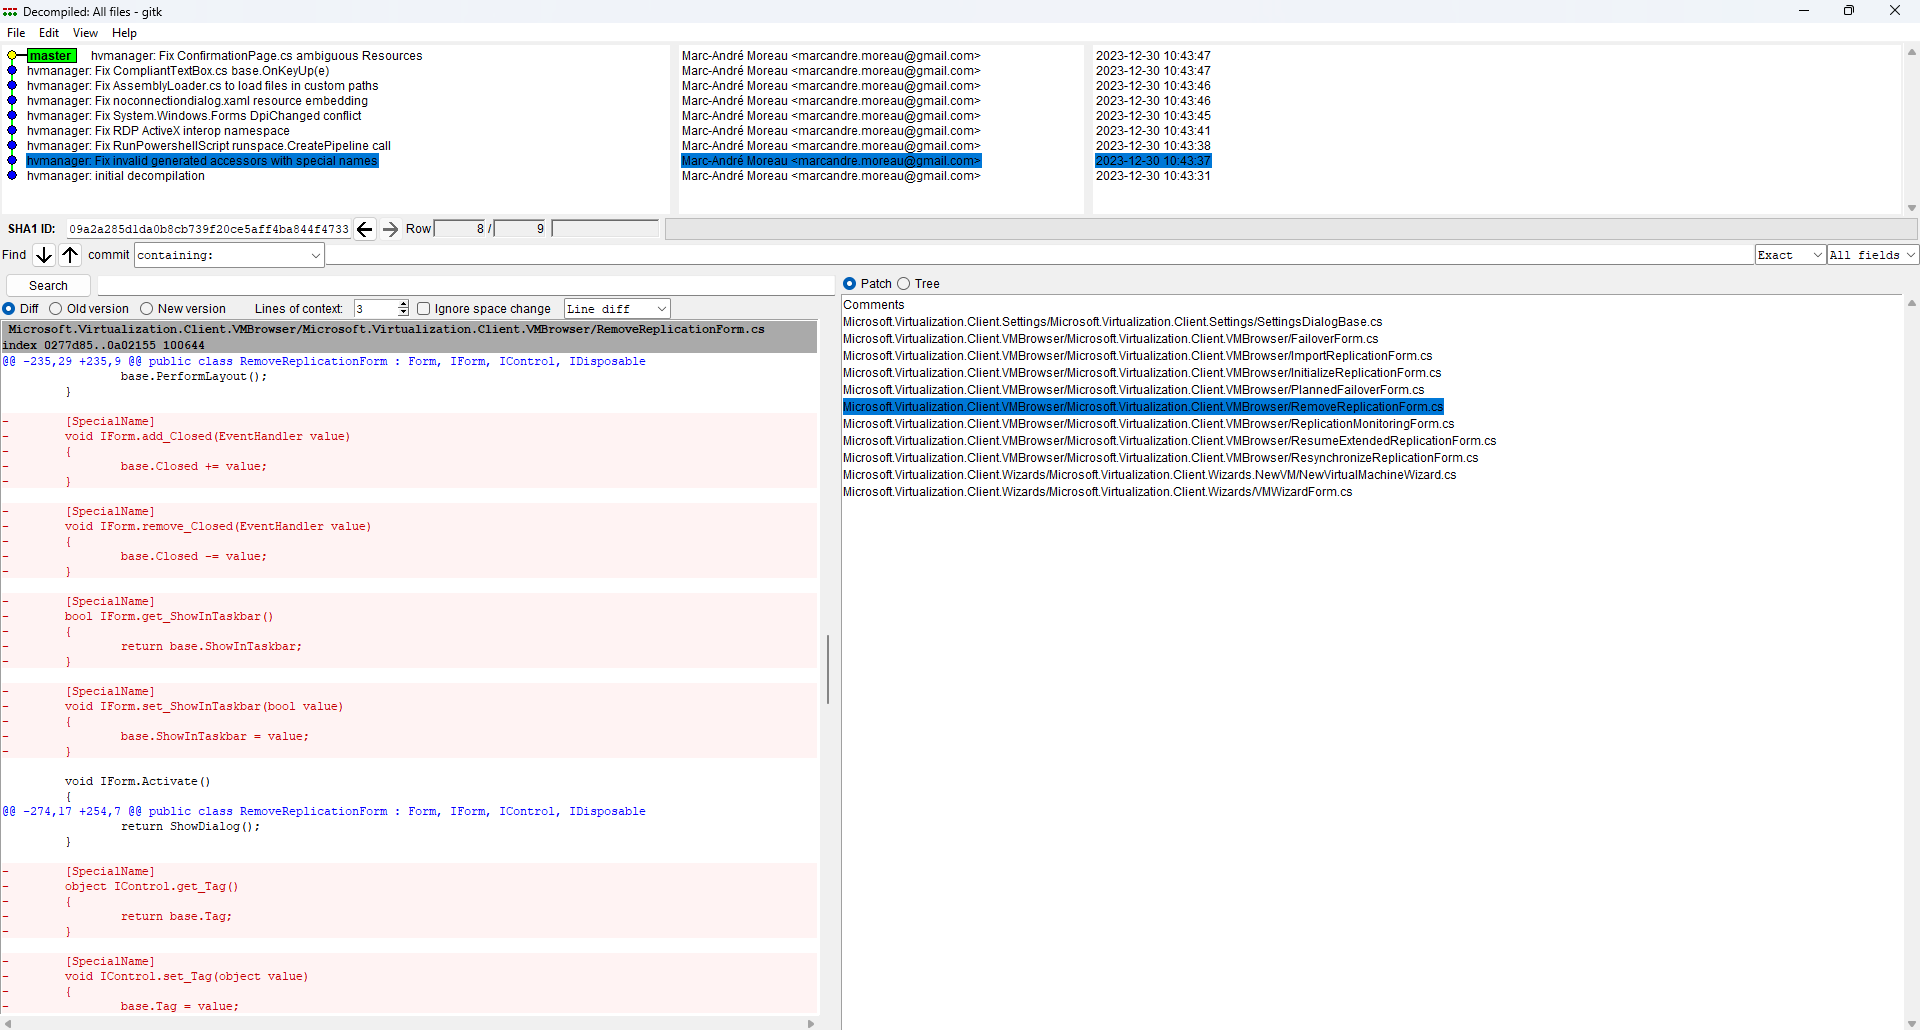 Decompiled: All files - gitk
File Edit View Help
master hvmanager: Fix ConfirmationPage.cs ambiguous Resources Marc-André Moreau <marcandre.moreau@gmail.com> 2023-12-30 10:43:47
hvmanager: Fix CompliantTextBox.cs base.OnKeyUp(e) Marc-André Moreau <marcandre.moreau@gmail.com> 2023-12-30 10:43:47
hvmanager: Fix AssemblyLoader.cs to load files in custom paths Marc-André Moreau <marcandre.moreau@gmail.com> 2023-12-30 10:43:46
hvmanager: Fix noconnectiondialog.xaml resource embedding Marc-André Moreau <marcandre.moreau@gmail.com> 2023-12-30 10:43:46
hvmanager: Fix System.Windows.Forms DpiChanged conflict Marc-André Moreau <marcandre.moreau@gmail.com> 2023-12-30 10:43:45
hvmanager: Fix RDP ActiveX interop namespace Marc-André Moreau <marcandre.moreau@gmail.com> 2023-12-30 10:43:41
hvmanager: Fix RunPowershellScript runspace.CreatePipeline call Marc-André Moreau <marcandre.moreau@gmail.com> 2023-12-30 10:43:38
hvmanager: Fix invalid generated accessors with special names Marc-André Moreau <marcandre.moreau@gmail.com> 2023-12-30 10:43:37
hvmanager: initial decompilation Marc-André Moreau <marcandre.moreau@gmail.com> 2023-12-30 10:43:31
SHA1 ID: 09a2a285d1da0b8cb739f20ce5aff4ba844f4733 Row 8 / 9
Find commit containing: Exact All fields
Search
Diff Old version New version Lines of context: 3 Ignore space change Line diff
Microsoft.Virtualization.Client.VMBrowser/Microsoft.Virtualization.Client.VMBrowser/RemoveReplicationForm.cs
index 0277d85..0a02155 100644
@@ -235,29 +235,9 @@ public class RemoveReplicationForm : Form, IForm, IControl, IDisposable
base.PerformLayout();
}
- [SpecialName]
- void IForm.add_Closed(EventHandler value)
- {
- base.Closed += value;
- }
-
- [SpecialName]
- void IForm.remove_Closed(EventHandler value)
- {
- base.Closed -= value;
- }
-
- [SpecialName]
- bool IForm.get_ShowInTaskbar()
- {
- return base.ShowInTaskbar;
- }
-
- [SpecialName]
- void IForm.set_ShowInTaskbar(bool value)
- {
- base.ShowInTaskbar = value;
- }
void IForm.Activate()
{
@@ -274,17 +254,7 @@ public class RemoveReplicationForm : Form, IForm, IControl, IDisposable
return ShowDialog();
}
- [SpecialName]
- object IControl.get_Tag()
- {
- return base.Tag;
- }
- [SpecialName]
- void IControl.set_Tag(object value)
- {
- base.Tag = value;
Patch Tree
Comments
Microsoft.Virtualization.Client.Settings/Microsoft.Virtualization.Client.Settings/SettingsDialogBase.cs
Microsoft.Virtualization.Client.VMBrowser/Microsoft.Virtualization.Client.VMBrowser/FailoverForm.cs
Microsoft.Virtualization.Client.VMBrowser/Microsoft.Virtualization.Client.VMBrowser/ImportReplicationForm.cs
Microsoft.Virtualization.Client.VMBrowser/Microsoft.Virtualization.Client.VMBrowser/InitializeReplicationForm.cs
Microsoft.Virtualization.Client.VMBrowser/Microsoft.Virtualization.Client.VMBrowser/PlannedFailoverForm.cs
Microsoft.Virtualization.Client.VMBrowser/Microsoft.Virtualization.Client.VMBrowser/RemoveReplicationForm.cs
Microsoft.Virtualization.Client.VMBrowser/Microsoft.Virtualization.Client.VMBrowser/ReplicationMonitoringForm.cs
Microsoft.Virtualization.Client.VMBrowser/Microsoft.Virtualization.Client.VMBrowser/ResumeExtendedReplicationForm.cs
Microsoft.Virtualization.Client.VMBrowser/Microsoft.Virtualization.Client.VMBrowser/ResynchronizeReplicationForm.cs
Microsoft.Virtualization.Client.Wizards/Microsoft.Virtualization.Client.Wizards.NewVM/NewVirtualMachineWizard.cs
Microsoft.Virtualization.Client.Wizards/Microsoft.Virtualization.Client.Wizards/VMWizardForm.cs